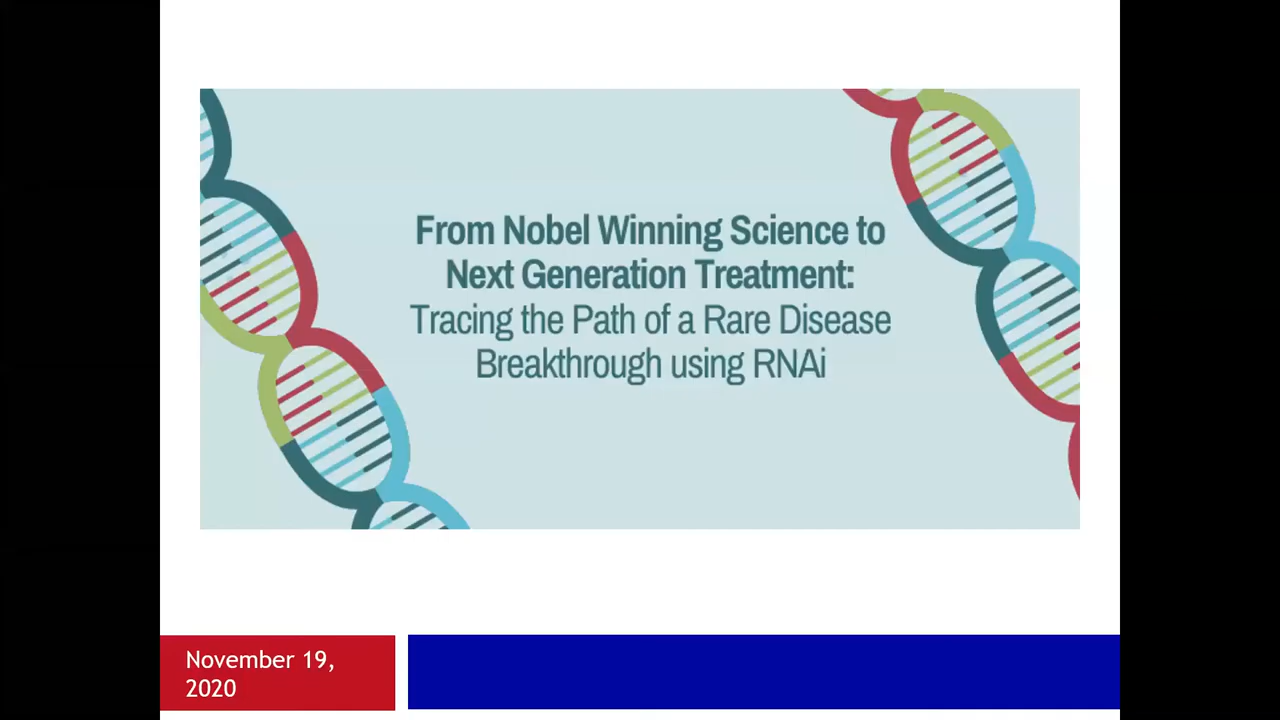 From Nobel Winning Science to
Next Generation Treatment:
Tracing the Path of a Rare Disease
Breakthrough using RNAi
November 19,
2020